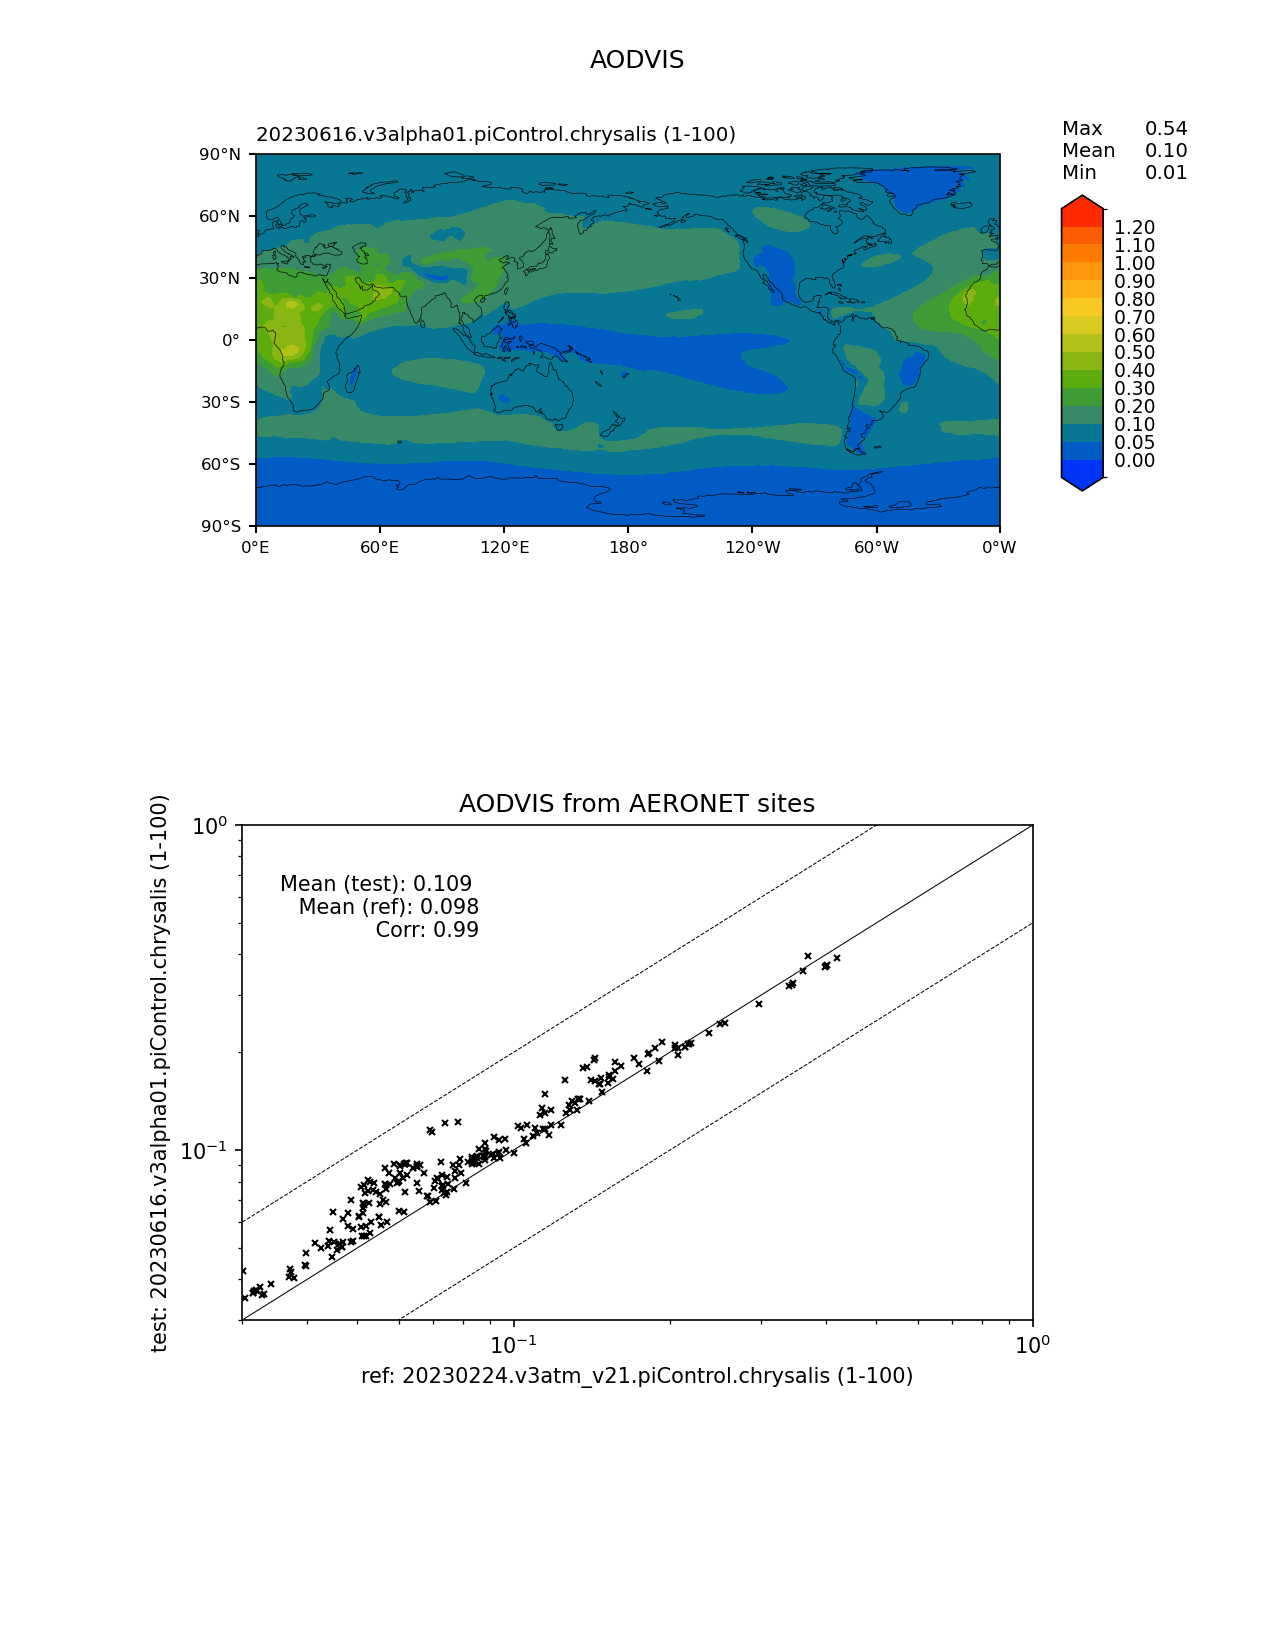 AODVIS
20230616.v3alpha01.piControl.chrysalis (1-100)
Max 0.54
Mean 0.10
Min 0.01
90°N
60°N
30°N
0°
30°S
60°S
90°S
0°E 60°E 120°E 180° 120°W 60°W 0°W
1.20
1.10
1.00
0.90
0.80
0.70
0.60
0.50
0.40
0.30
0.20
0.10
0.05
0.00
AODVIS from AERONET sites
test: 20230616.v3alpha01.piControl.chrysalis (1-100)
10⁰
10⁻¹
Mean (test): 0.109
Mean (ref): 0.098
Corr: 0.99
10⁻¹ 10⁰
ref: 20230224.v3atm_v21.piControl.chrysalis (1-100)